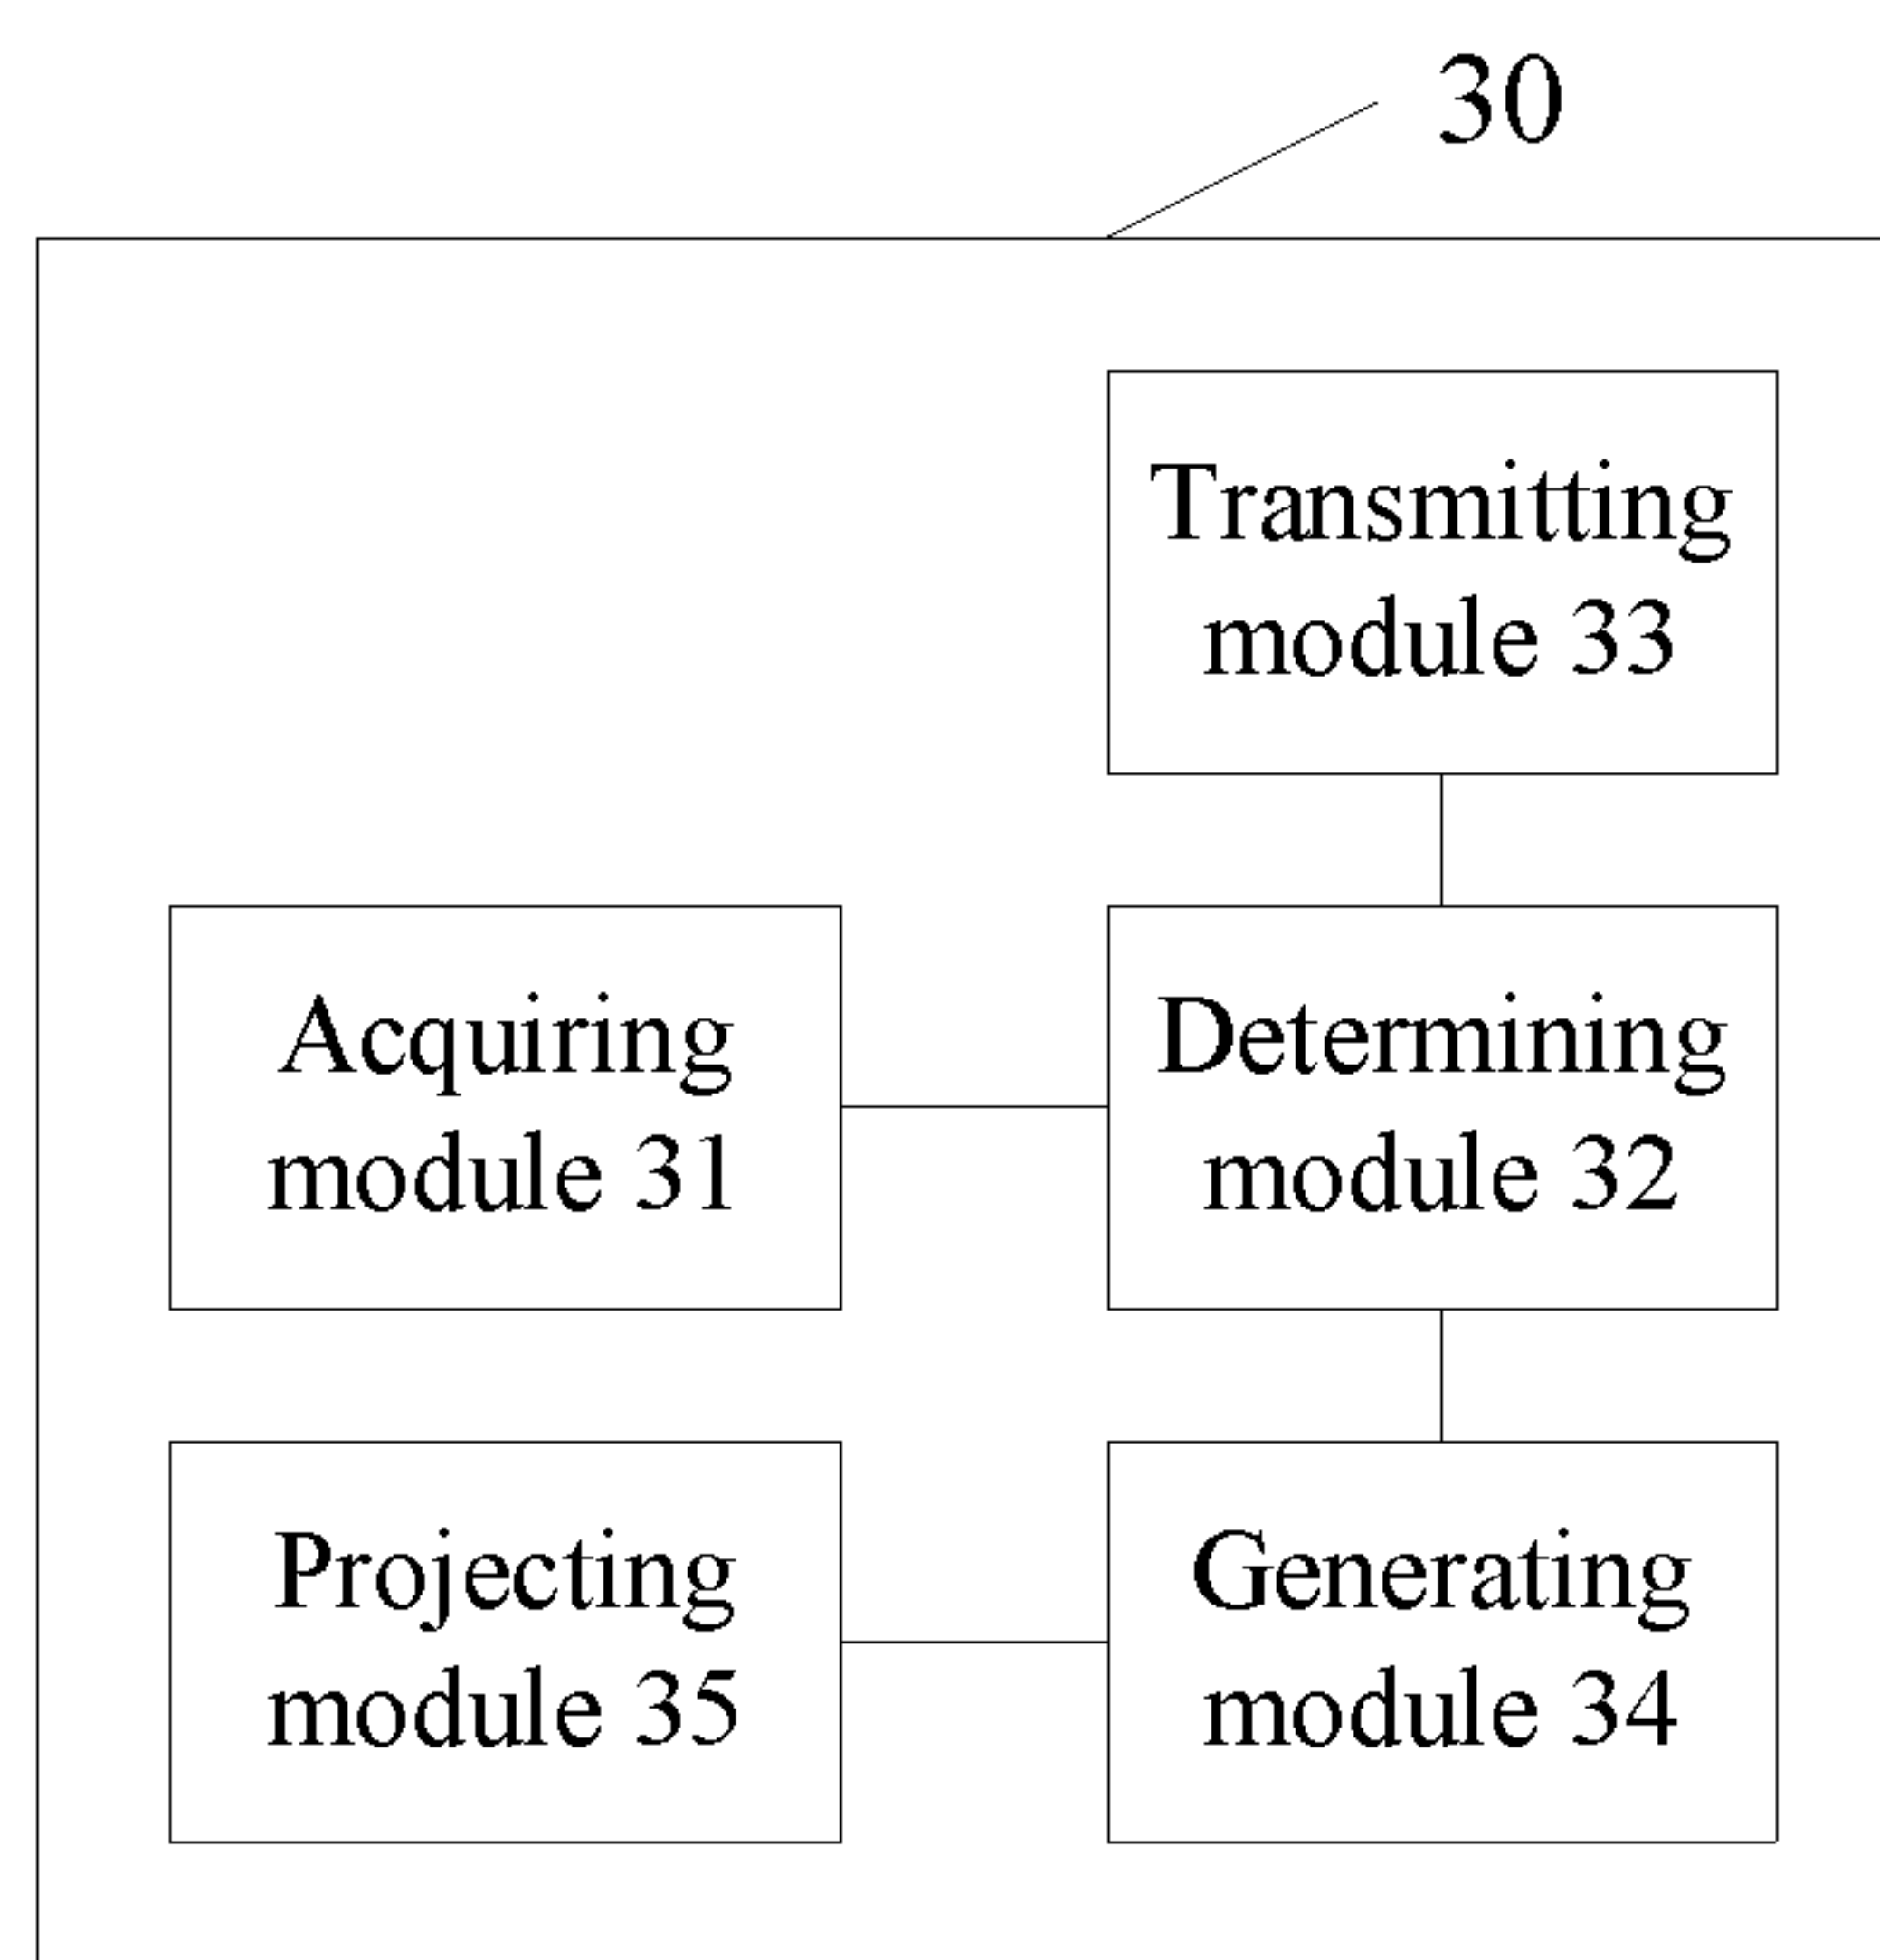 30
Transmitting
module 33
Acquiring
module 31
Determining
module 32
Projecting
module 35
Generating
module 34